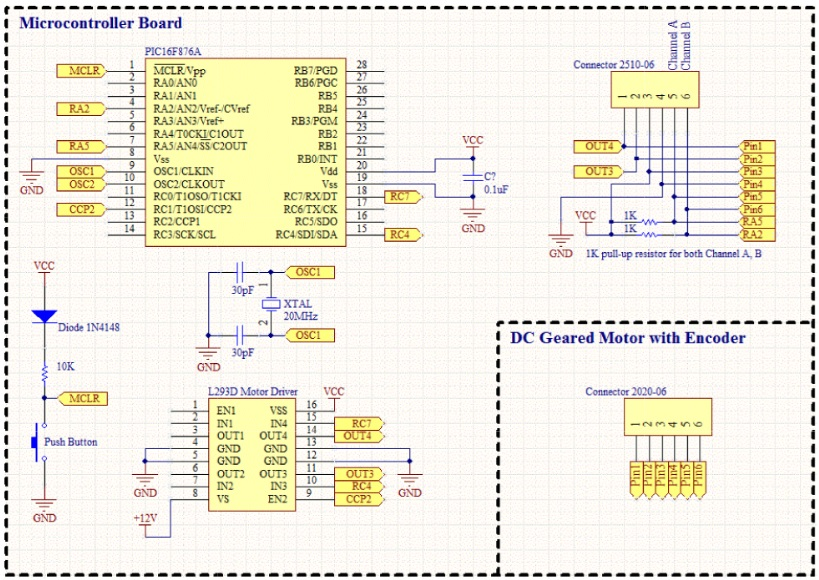 Microcontroller Board
PIC16F876A
MCLR 1 MCLR/Vpp RB7/PGD 28
2 RA0/AN0 RB6/PGC 27
3 RA1/AN1 RB5 26
RA2 4 RA2/AN2/Vref-/CVref RB4 25
5 RA3/AN3/Vref+ RB3/PGM 24
6 RA4/T0CKI/C1OUT RB2 23
RA5 7 RA5/AN4/SS/C2OUT RB1 22
8 Vss RB0/INT 21
OSC1 9 OSC1/CLKIN Vdd 20
OSC2 10 OSC2/CLKOUT Vss 19
11 RC0/T1OSO/T1CKI RC7/RX/DT 18 RC7
CCP2 12 RC1/T1OSI/CCP2 RC6/TX/CK 17
13 RC2/CCP1 RC5/SDO 16
14 RC3/SCK/SCL RC4/SDI/SDA 15 RC4
GND
VCC
C?
0.1uF
GND
Channel A
Channel B
Connector 2510-06
1 2 3 4 5 6
OUT4
OUT3
VCC
GND
1K
1K
Pin1
Pin2
Pin3
Pin4
Pin5
Pin6
RA5
RA2
1K pull-up resistor for both Channel A, B
VCC
Diode 1N4148
10K
MCLR
Push Button
GND
30pF
OSC1
1
XTAL
20MHz
2
OSC1
30pF
GND
L293D Motor Driver
VCC
1 EN1 VSS 16
2 IN1 IN4 15 RC7
3 OUT1 OUT4 14 OUT4
4 GND GND 13
5 GND GND 12
6 OUT2 OUT3 11 OUT3
7 IN2 IN3 10 RC4
8 VS EN2 9 CCP2
GND
GND
+12V
DC Geared Motor with Encoder
Connector 2020-06
1 2 3 4 5 6
Pin1
Pin2
Pin3
Pin4
Pin5
Pin6